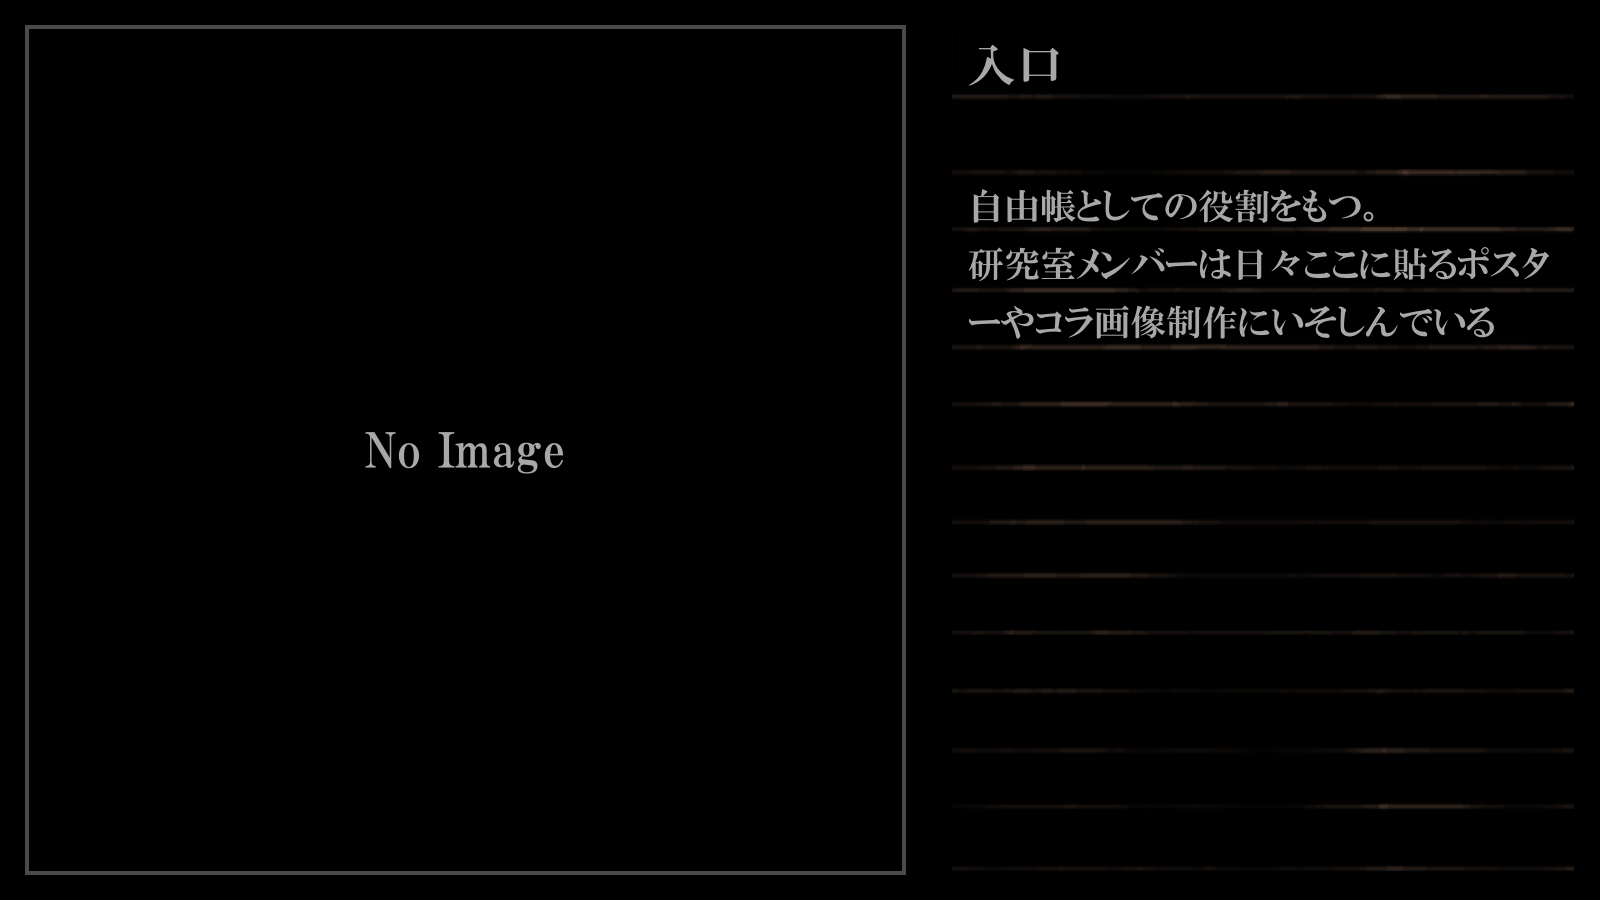 No Image
入口
自由帳としての役割をもつ。
研究室メンバーは日々ここに貼るポスタ
ーやコラ画像制作にいそしんでいる